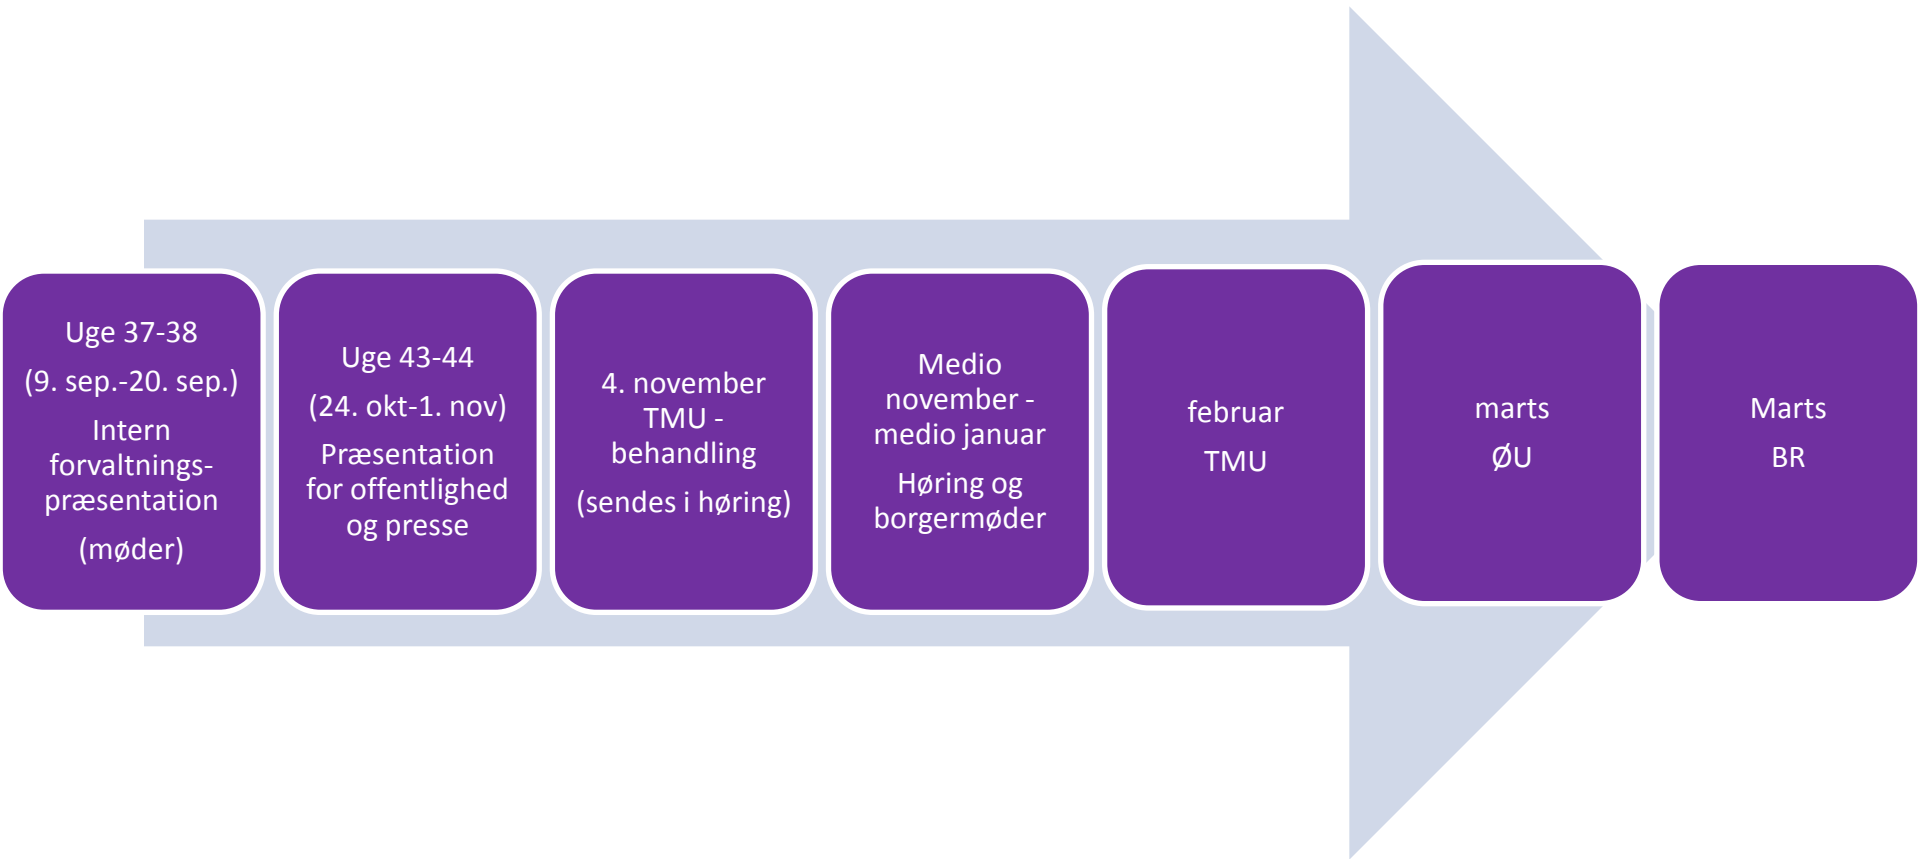 Uge 37-38
(9. sep.-20. sep.)
Intern
forvaltnings-
præsentation
(møder)
Uge 43-44
(24. okt-1. nov)
Præsentation
for offentlighed
og presse
4. november
TMU -
behandling
(sendes i høring)
Medio
november -
medio januar
Høring og
borgermøder
februar
TMU
marts
ØU
Marts
BR